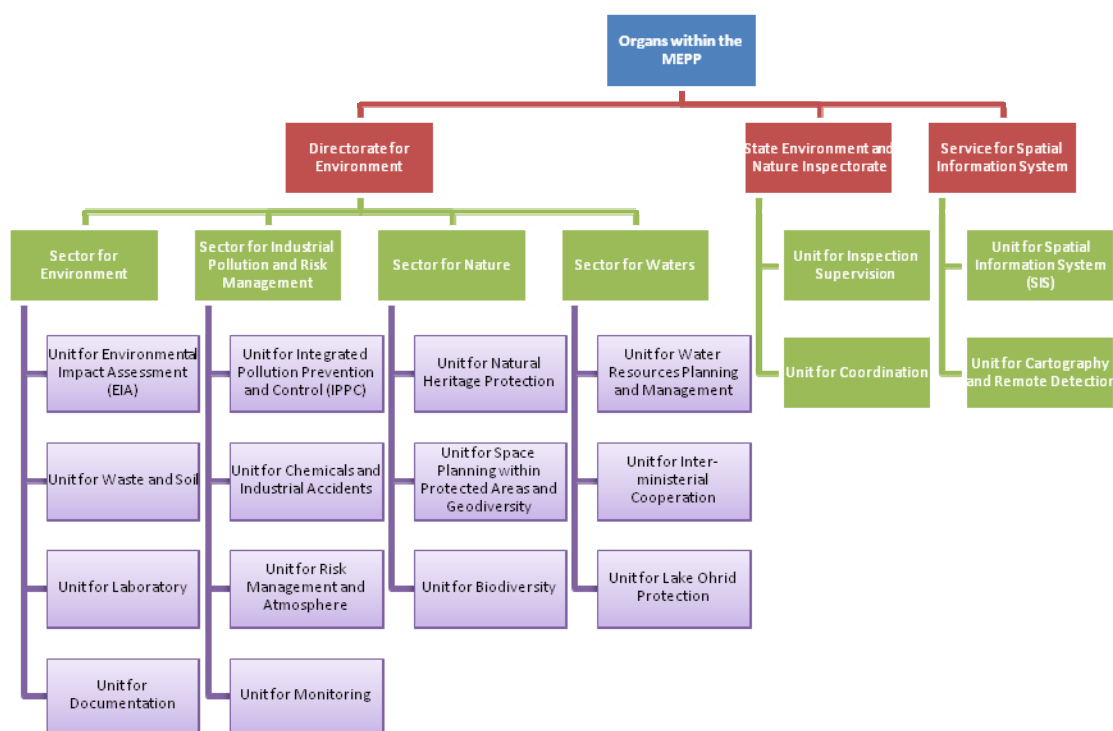 Organs within the
MEPP
Directorate for
Environment
State Environment and
Nature Inspectorate
Service for Spatial
Information System
Sector for
Environment
Sector for Industrial
Pollution and Risk
Management
Sector for Nature
Sector for Waters
Unit for Inspection
Supervision
Unit for Spatial
Information System
(SIS)
Unit for Environmental
Impact Assessment
(EIA)
Unit for Integrated
Pollution Prevention
and Control (IPPC)
Unit for Natural
Heritage Protection
Unit for Water
Resources Planning
and Management
Unit for Coordination
Unit for Cartography
and Remote Detection
Unit for Waste and Soil
Unit for Chemicals and
Industrial Accidents
Unit for Space
Planning within
Protected Areas and
Geodiversity
Unit for Inter-
ministerial
Cooperation
Unit for Laboratory
Unit for Risk
Management and
Atmosphere
Unit for Biodiversity
Unit for Lake Ohrid
Protection
Unit for
Documentation
Unit for Monitoring